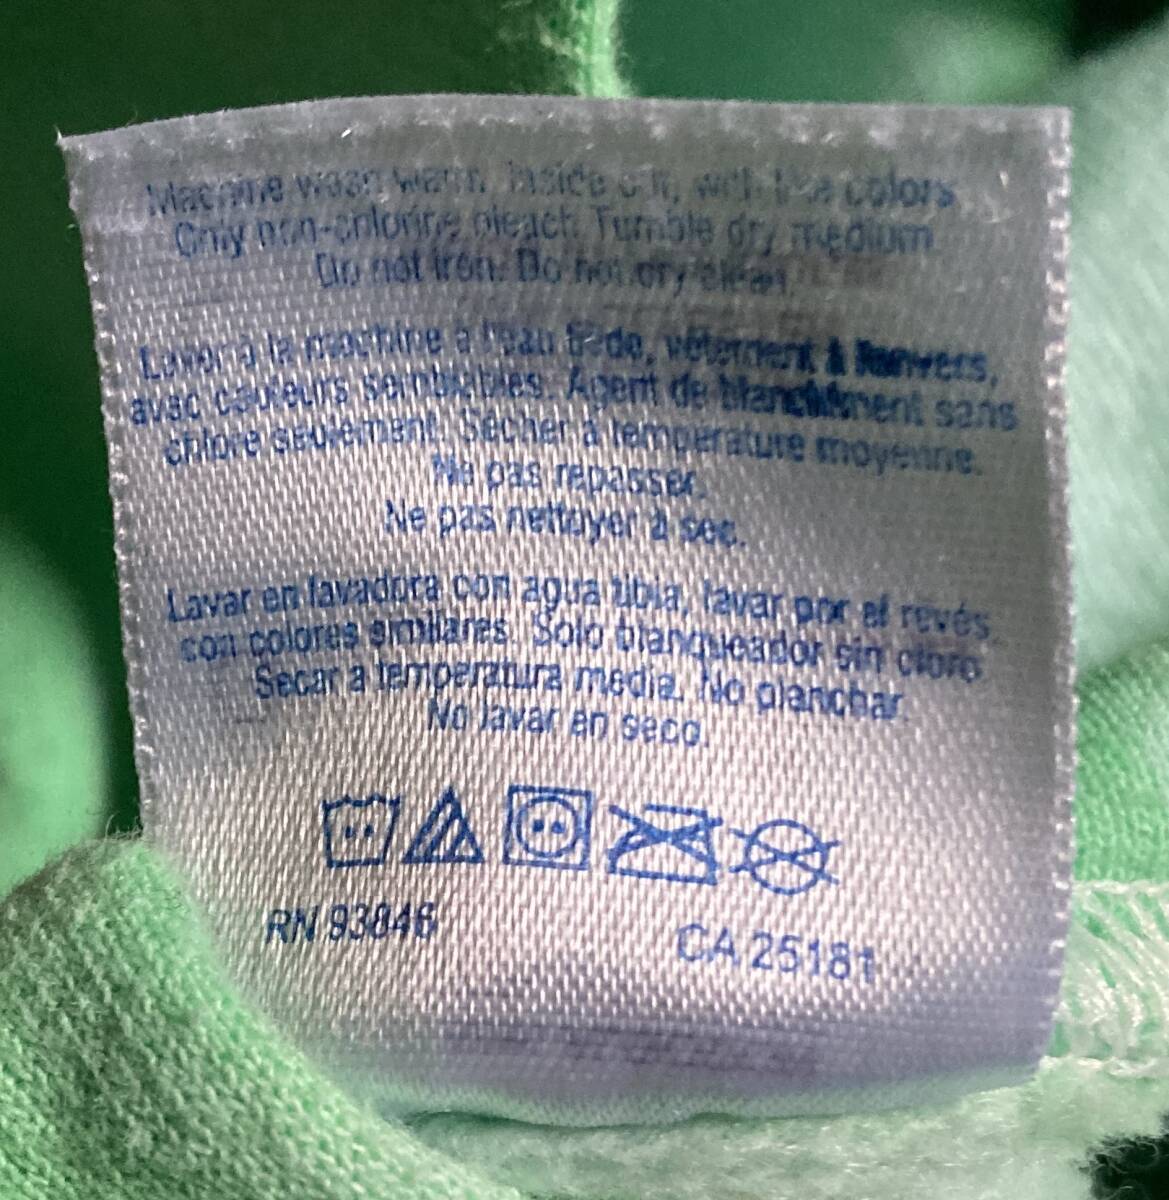 Machine wash warm, inside out, with like colors.
Only non-chlorine bleach. Tumble dry medium.
Do not iron. Do not dry clean.
Laver à la machine à l'eau tiède, vêtement à l'envers,
avec couleurs semblables. Agent de blanchiment sans
chlore seulement. Sécher à température moyenne.
Ne pas repasser.
Ne pas nettoyer à sec.
Lavar en lavadora con agua tibia, lavar por el revés
con colores similares. Solo blanqueador sin cloro
Secar a temperatura media. No planchar.
No lavar en seco.
RN 93846
CA 25181